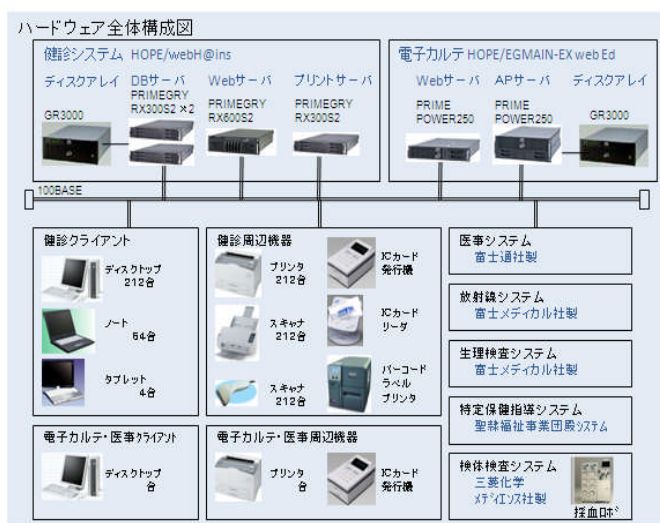 ハードウェア全体構成図
健診システム HOPE/webH@ins
ディスクアレイ DBサーバ Webサーバ プリントサーバ
GR3000
PRIMEGRY
RX300S2 ×2
PRIMEGRY
RX600S2
PRIMEGRY
RX300S2
電子カルテ HOPE/EGMAIN-EX web Ed
Webサーバ APサーバ ディスクアレイ
PRIME
POWER250
PRIME
POWER250
GR3000
100BASE
健診クライアント
ディスクトップ
212台
ノート
54台
タブレット
4台
健診周辺機器
プリンタ
212台
ICカード
発行機
スキャナ
212台
ICカード
リーダ
スキャナ
212台
バーコード
ラベル
プリンタ
医事システム
富士通社製
放射線システム
富士メディカル社製
生理検査システム
富士メディカル社製
特定保健指導システム
聖隷福祉事業団殿システム
検体検査システム
三菱化学
メディエンス社製
採血ロボ
電子カルテ・医事クライアント
ディスクトップ
台
電子カルテ・医事周辺機器
プリンタ
台
ICカード
発行機